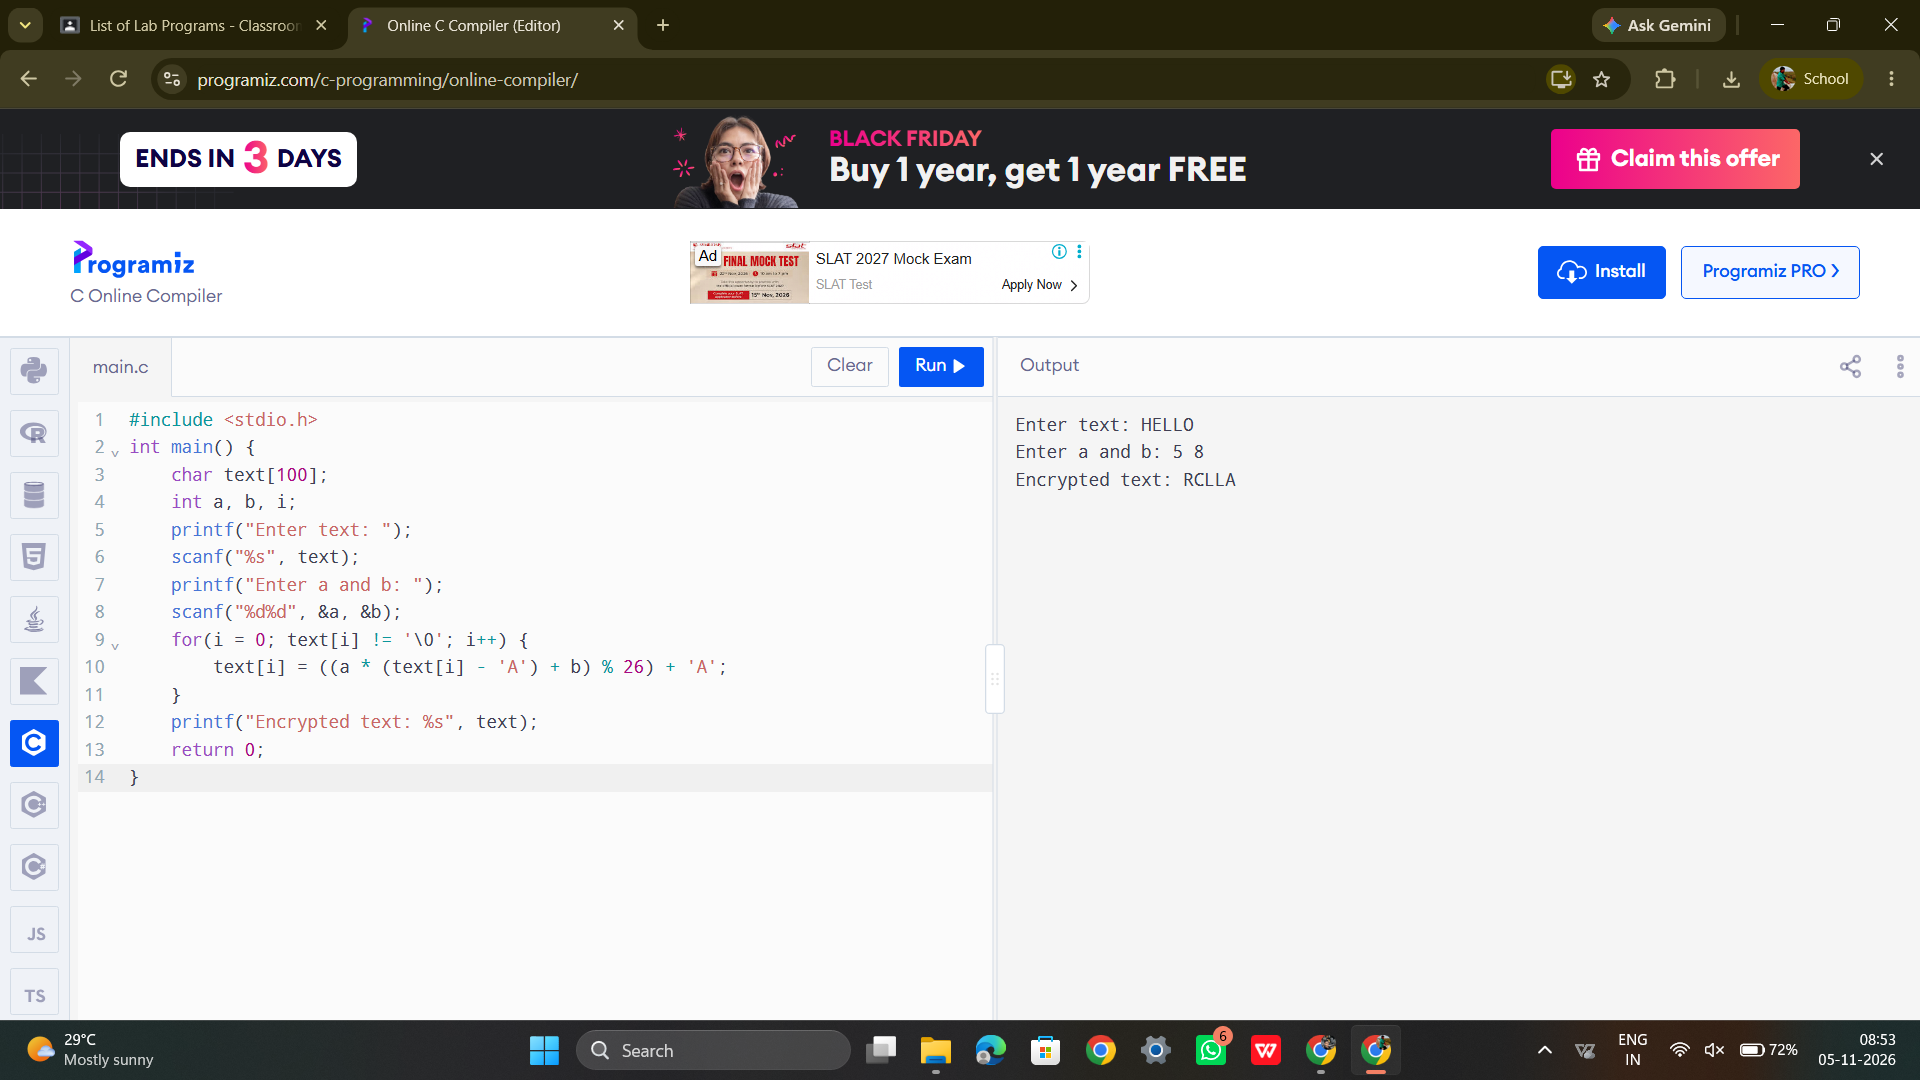 List of Lab Programs - Classroom
Online C Compiler (Editor)
Ask Gemini
programiz.com/c-programming/online-compiler/
School
ENDS IN 3 DAYS
BLACK FRIDAY
Buy 1 year, get 1 year FREE
Claim this offer
Programiz
C Online Compiler
Ad
FINAL MOCK TEST
SLAT 2027 Mock Exam
SLAT Test
Apply Now
Install
Programiz PRO
main.c
Clear
Run
Output
1 #include <stdio.h>
2 int main() {
3 char text[100];
4 int a, b, i;
5 printf("Enter text: ");
6 scanf("%s", text);
7 printf("Enter a and b: ");
8 scanf("%d%d", &a, &b);
9 for(i = 0; text[i] != '\0'; i++) {
10 text[i] = ((a * (text[i] - 'A') + b) % 26) + 'A';
11 }
12 printf("Encrypted text: %s", text);
13 return 0;
14 }
Enter text: HELLO
Enter a and b: 5 8
Encrypted text: RCLLA
JS
TS
29°C
Mostly sunny
Search
6
ENG
IN
72%
08:53
05-11-2026